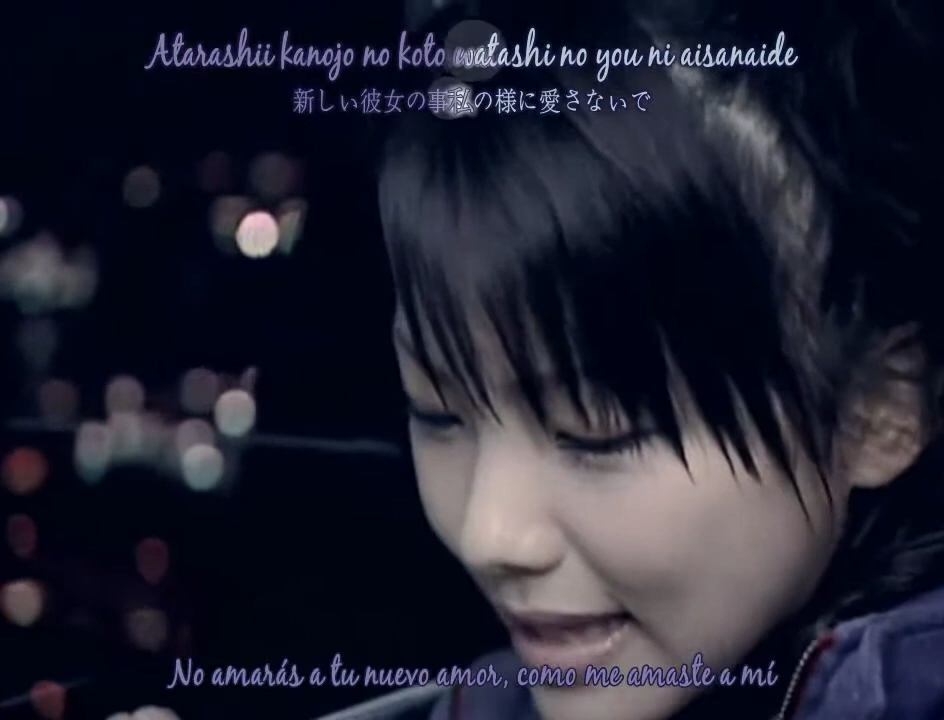 Atarashii kanojo no koto watashi no you ni aisanaide
新しい彼女の事私の様に愛さないで
No amarás a tu nuevo amor, como me amaste a mí